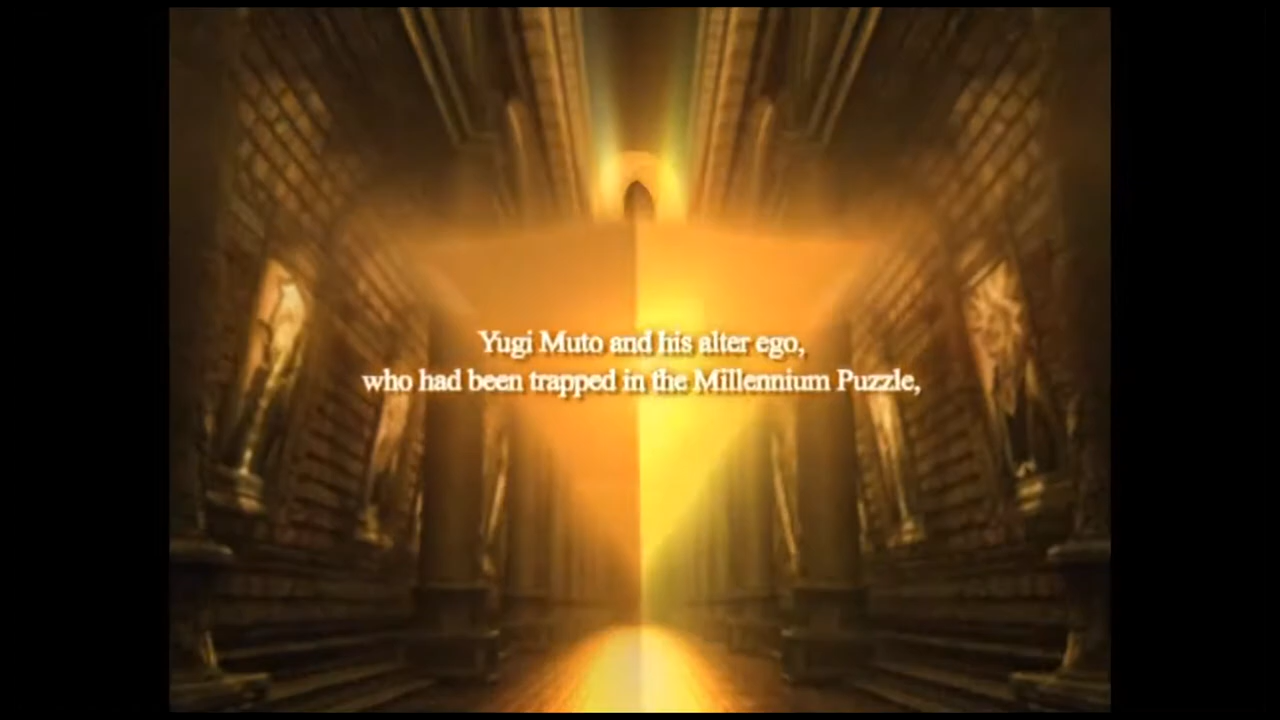 Yugi Muto and his alter ego,
who had been trapped in the Millennium Puzzle,